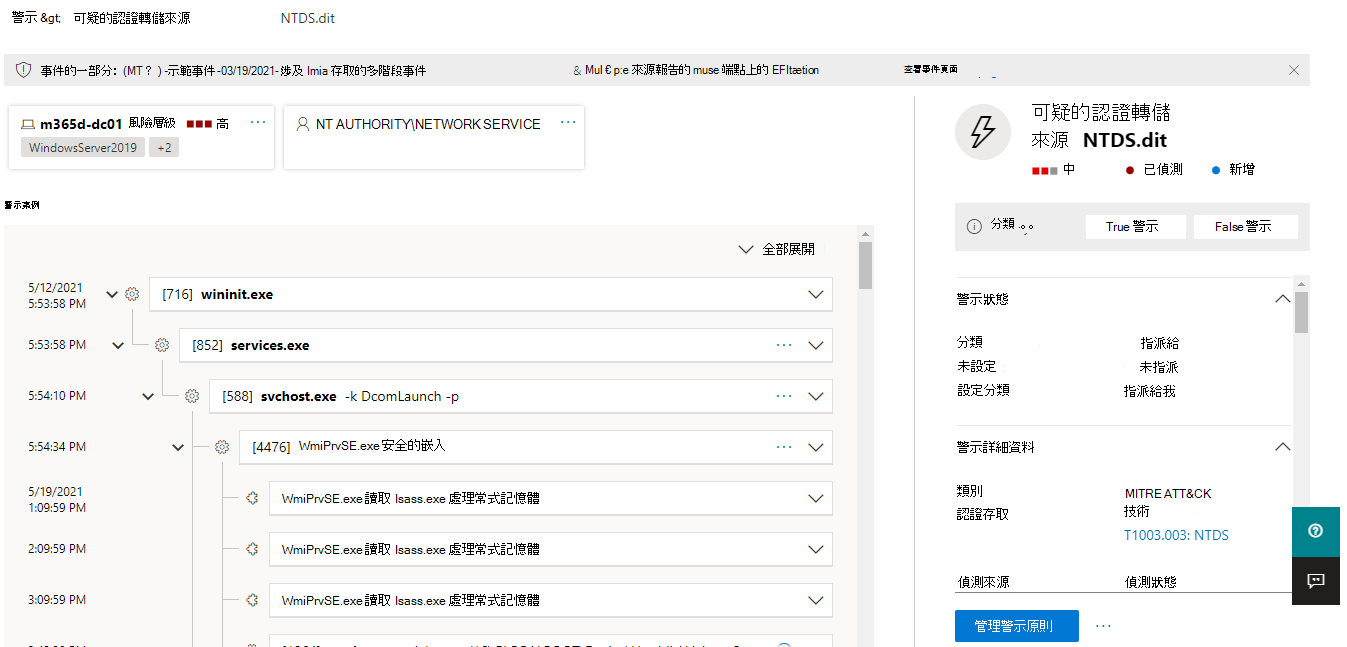 警示 &gt; 可疑的認證轉儲來源 NTDS.dit
事件的一部分： (MT？ ) -示範事件 -03/19/2021- 涉及 Imia 存取的多階段事件 & Mul € p:e 來源報告的 muse 端點上的 EFItætion 查看事件頁面
m365d-dc01 風險層級 高 ...
WindowsServer2019 +2
NT AUTHORITY\NETWORK SERVICE ...
警示案例
全部展開
5/12/2021
5:53:58 PM
[716] wininit.exe
5:53:58 PM [852] services.exe ...
5:54:10 PM [588] svchost.exe -k DcomLaunch -p ...
5:54:34 PM [4476] WmiPrvSE.exe 安全的嵌入 ...
5/19/2021
1:09:59 PM
WmiPrvSE.exe 讀取 lsass.exe 處理常式記憶體
2:09:59 PM WmiPrvSE.exe 讀取 lsass.exe 處理常式記憶體
3:09:59 PM WmiPrvSE.exe 讀取 lsass.exe 處理常式記憶體
可疑的認證轉儲
來源 NTDS.dit
中 已偵測 新增
分類 True 警示 False 警示
警示狀態
分類 指派給
未設定 未指派
設定分類 指派給我
警示詳細資料
類別 MITRE ATT&CK
技術
認證存取
T1003.003: NTDS
偵測來源 偵測狀態
管理警示原則 ...